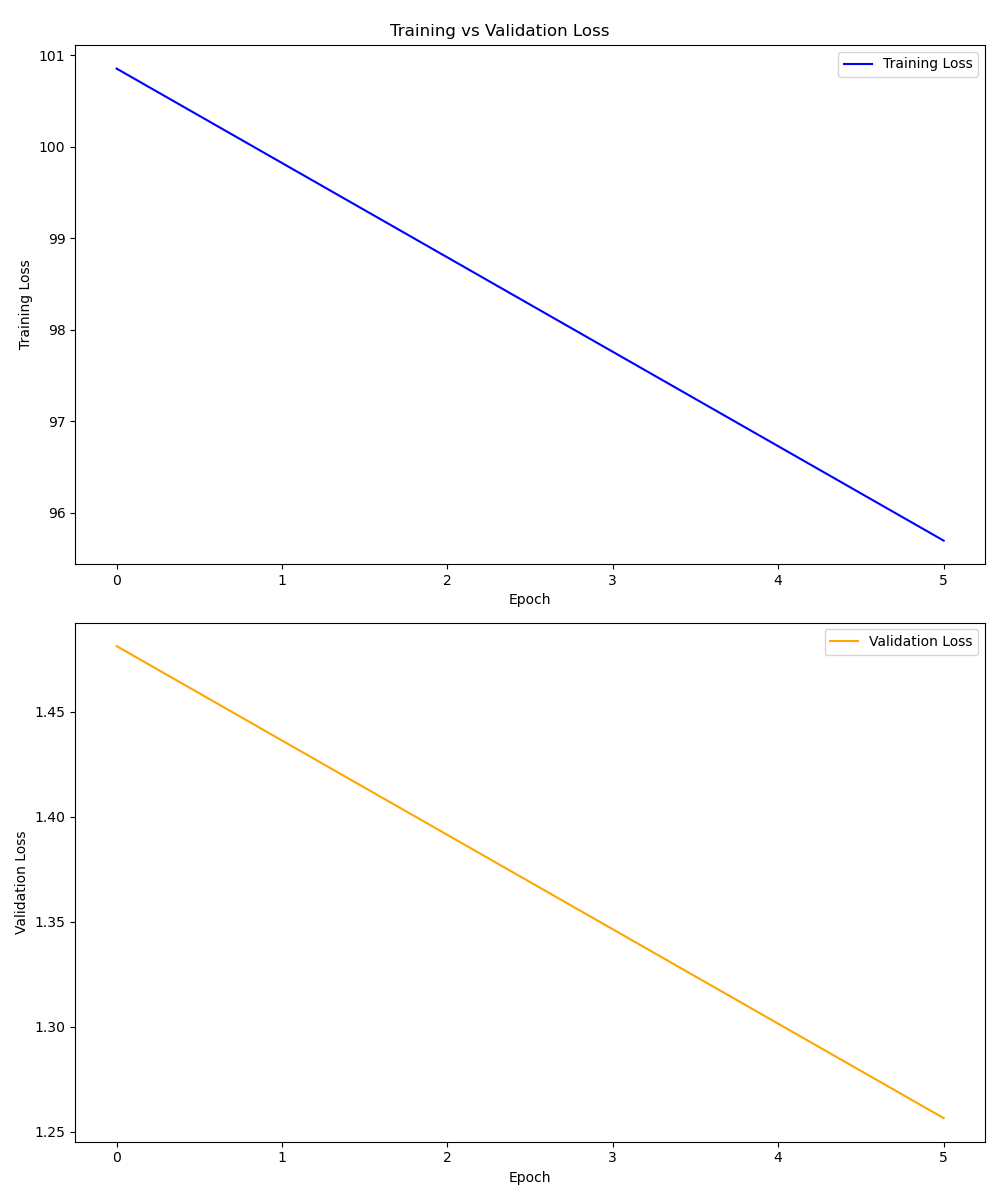 Training vs Validation Loss
Training Loss
101
100
99
98
97
96
Training Loss
0 1 2 3 4 5
Epoch
Validation Loss
1.45
1.40
1.35
1.30
1.25
Validation Loss
0 1 2 3 4 5
Epoch